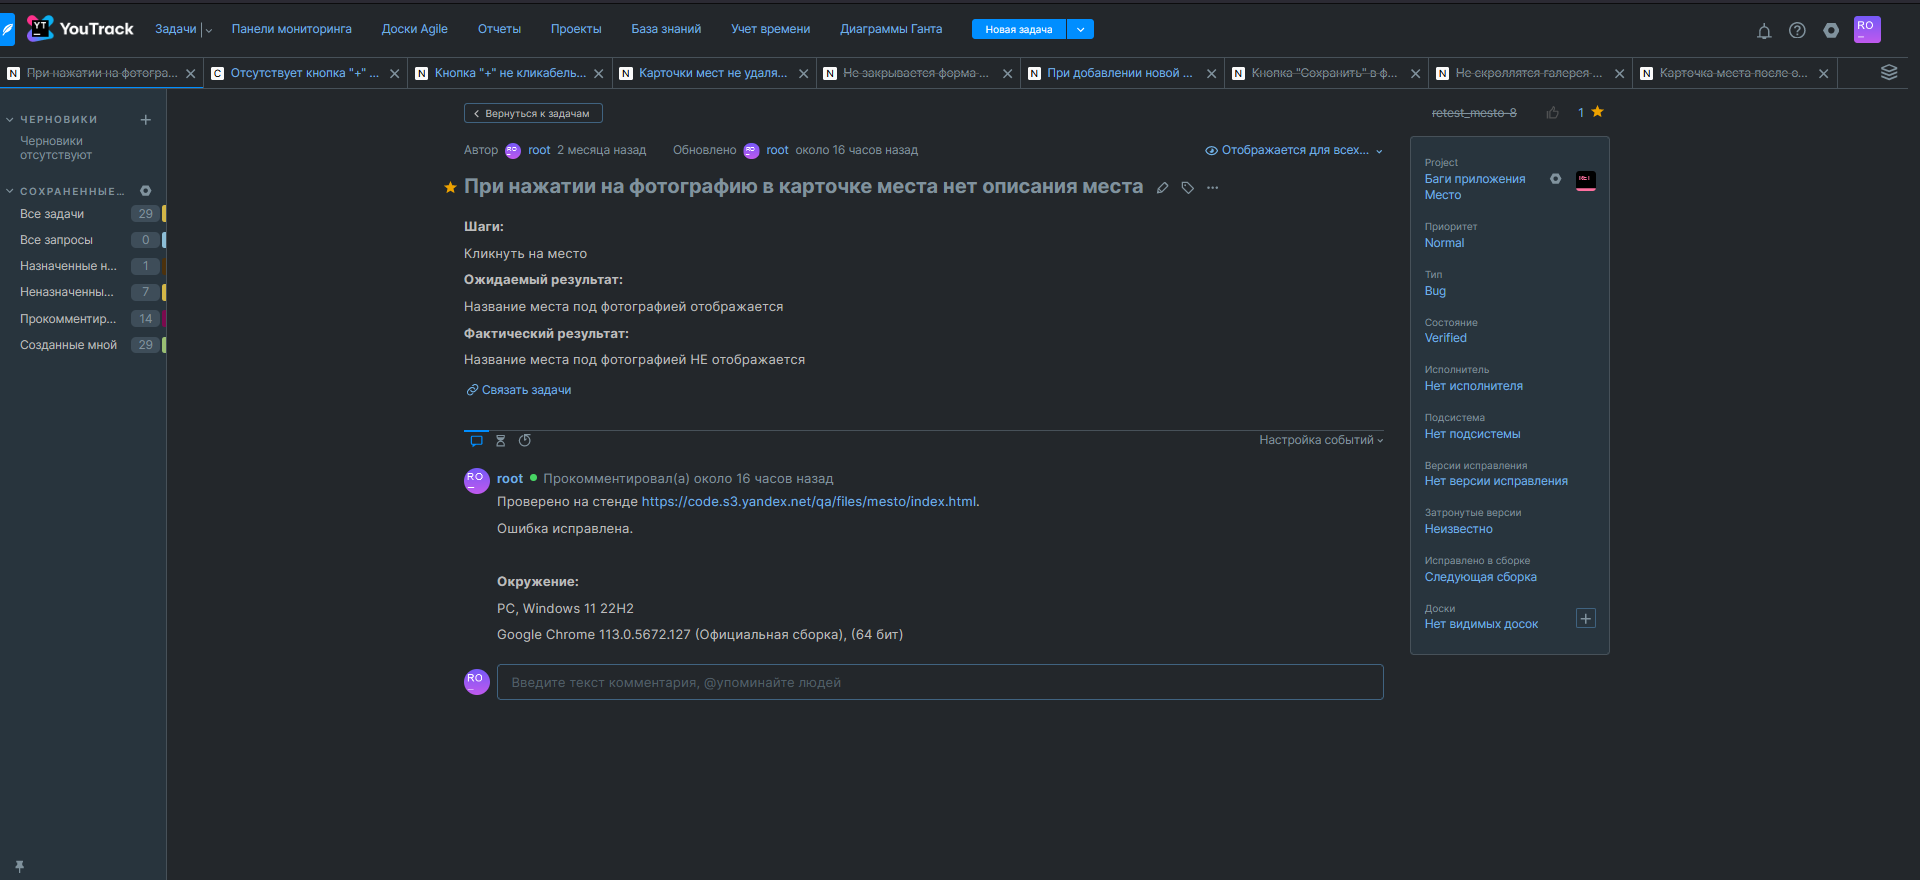 YouTrack Задачи Панели мониторинга Доски Agile Отчеты Проекты База знаний Учет времени Диаграммы Ганта Новая задача RO
N При нажатии на фотогра... C Отсутствует кнопка "+" ... N Кнопка "+" не кликабель... N Карточки мест не удаля... N Не закрывается форма ... N При добавлении новой ... N Кнопка "Сохранить" в ф... N Не скроллятся галерея ... N Карточка места после о...
ЧЕРНОВИКИ
Черновики
отсутствуют
СОХРАНЕННЫЕ...
Все задачи 29
Все запросы 0
Назначенные н... 1
Неназначенны... 7
Прокомментир... 14
Созданные мной 29
Вернуться к задачам
Автор RO root 2 месяца назад Обновлено RO root около 16 часов назад Отображается для всех...
При нажатии на фотографию в карточке места нет описания места
Шаги:
Кликнуть на место
Ожидаемый результат:
Название места под фотографией отображается
Фактический результат:
Название места под фотографией НЕ отображается
Связать задачи
Настройка событий
RO root Прокомментировал(а) около 16 часов назад
Проверено на стенде https://code.s3.yandex.net/qa/files/mesto/index.html.
Ошибка исправлена.
Окружение:
PC, Windows 11 22H2
Google Chrome 113.0.5672.127 (Официальная сборка), (64 бит)
RO Введите текст комментария, @упоминайте людей
retest_mesto-8 1
Project
Баги приложения
Место
Приоритет
Normal
Тип
Bug
Состояние
Verified
Исполнитель
Нет исполнителя
Подсистема
Нет подсистемы
Версии исправления
Нет версии исправления
Затронутые версии
Неизвестно
Исправлено в сборке
Следующая сборка
Доски
Нет видимых досок